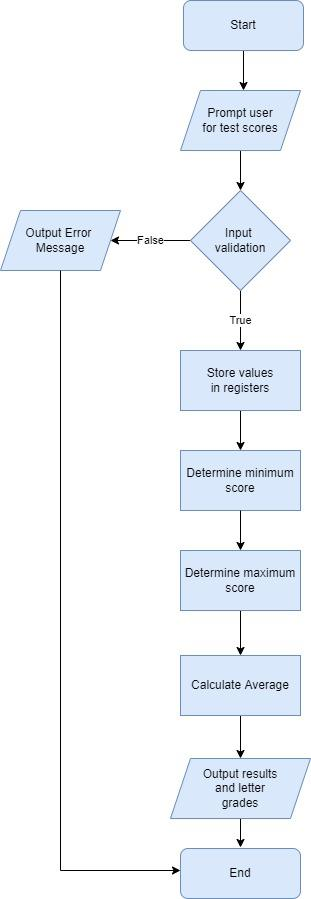 Start
Prompt user
for test scores
Input
validation
False
Output Error
Message
True
Store values
in registers
Determine minimum
score
Determine maximum
score
Calculate Average
Output results
and letter
grades
End